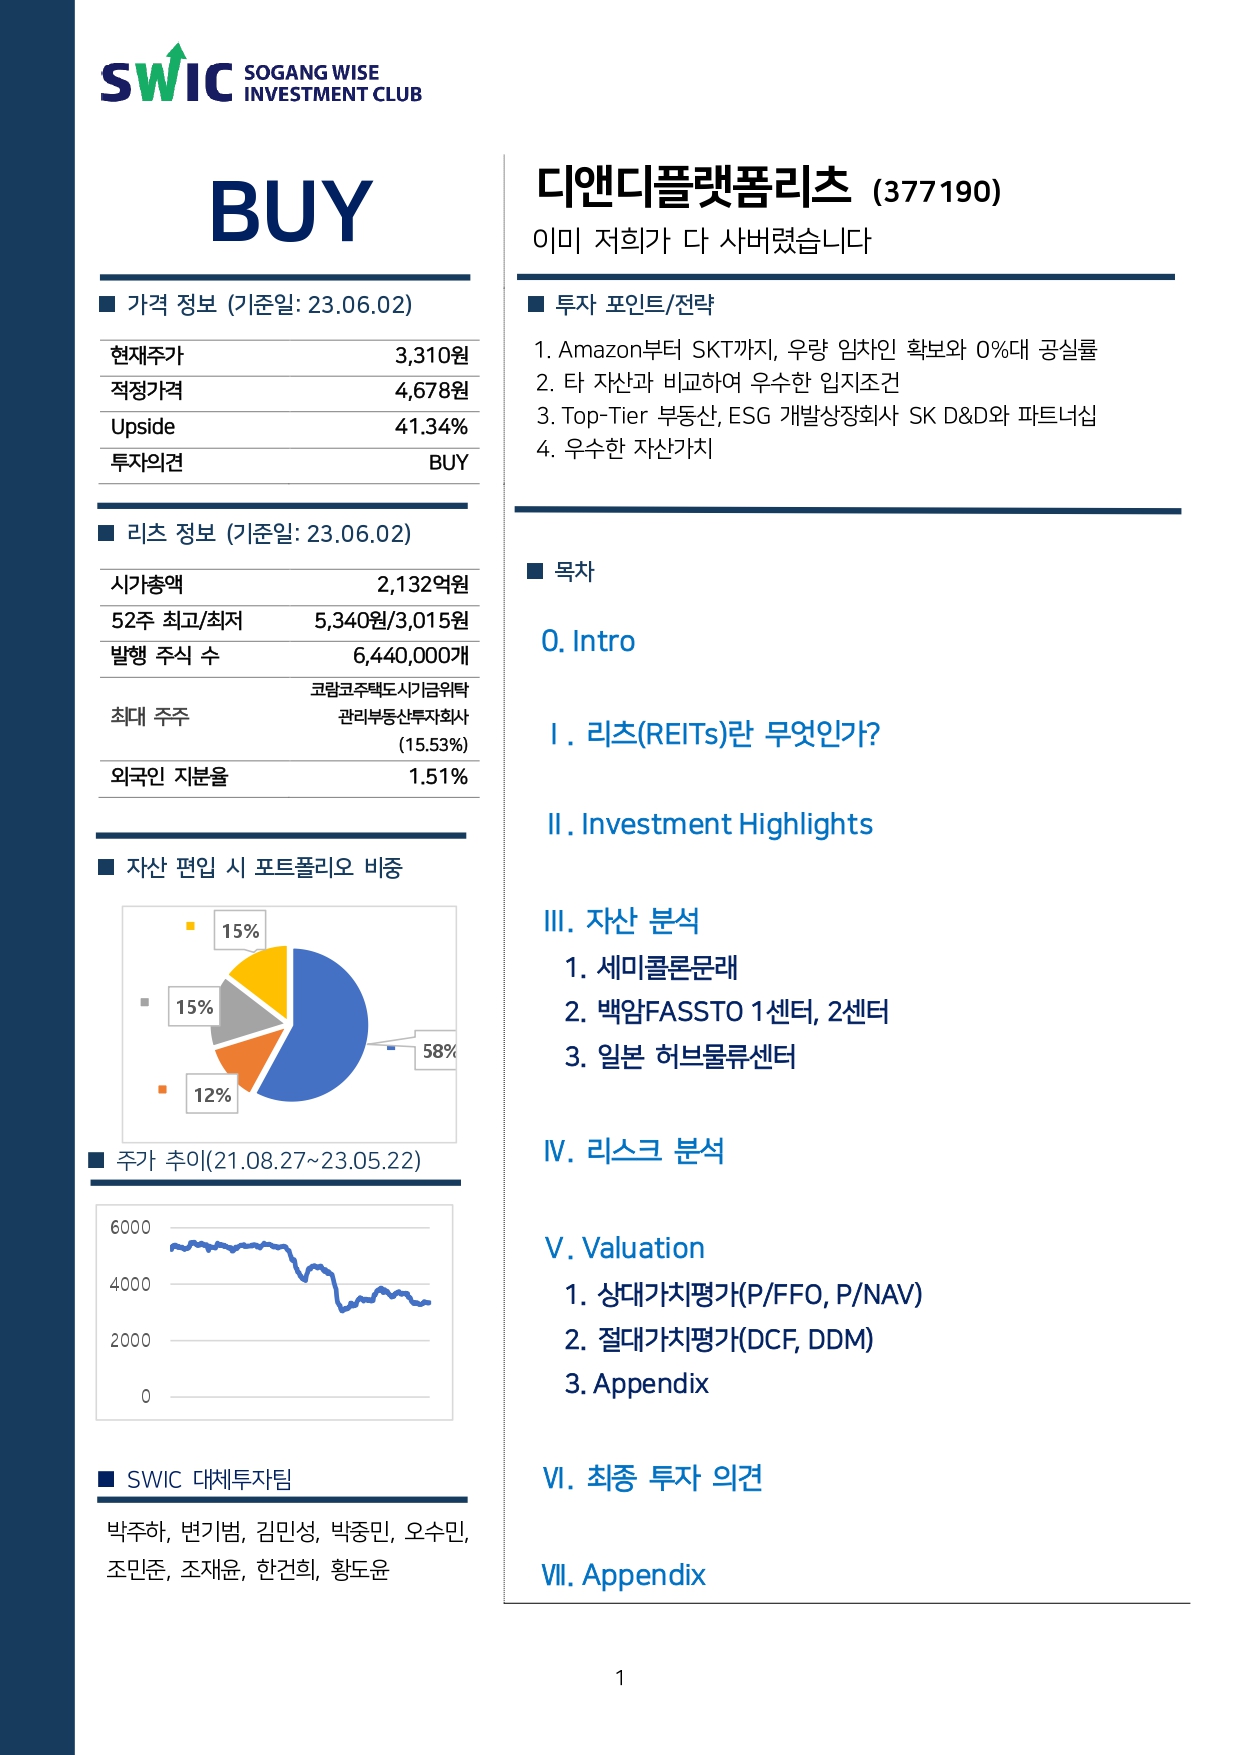 SWIC SOGANG WISE
INVESTMENT CLUB
BUY
디앤디플랫폼리츠 (377190)
이미 저희가 다 사버렸습니다
■ 가격 정보 (기준일: 23.06.02)
현재주가 3,310원
적정가격 4,678원
Upside 41.34%
투자의견 BUY
■ 리츠 정보 (기준일: 23.06.02)
시가총액 2,132억원
52주 최고/최저 5,340원/3,015원
발행 주식 수 6,440,000개
최대 주주 코람코주택도시기금위탁
관리부동산투자회사
(15.53%)
외국인 지분율 1.51%
■ 자산 편입 시 포트폴리오 비중
15%
15%
58%
12%
■ 주가 추이(21.08.27~23.05.22)
6000
4000
2000
0
■ SWIC 대체투자팀
박주하, 변기범, 김민성, 박중민, 오수민,
조민준, 조재윤, 한건희, 황도윤
■ 투자 포인트/전략
1. Amazon부터 SKT까지, 우량 임차인 확보와 0%대 공실률
2. 타 자산과 비교하여 우수한 입지조건
3. Top-Tier 부동산, ESG 개발상장회사 SK D&D와 파트너십
4. 우수한 자산가치
■ 목차
0. Intro
Ⅰ. 리츠(REITs)란 무엇인가?
Ⅱ. Investment Highlights
Ⅲ. 자산 분석
1. 세미콜론문래
2. 백암FASSTO 1센터, 2센터
3. 일본 허브물류센터
Ⅳ. 리스크 분석
Ⅴ. Valuation
1. 상대가치평가(P/FFO, P/NAV)
2. 절대가치평가(DCF, DDM)
3. Appendix
Ⅵ. 최종 투자 의견
Ⅶ. Appendix
1